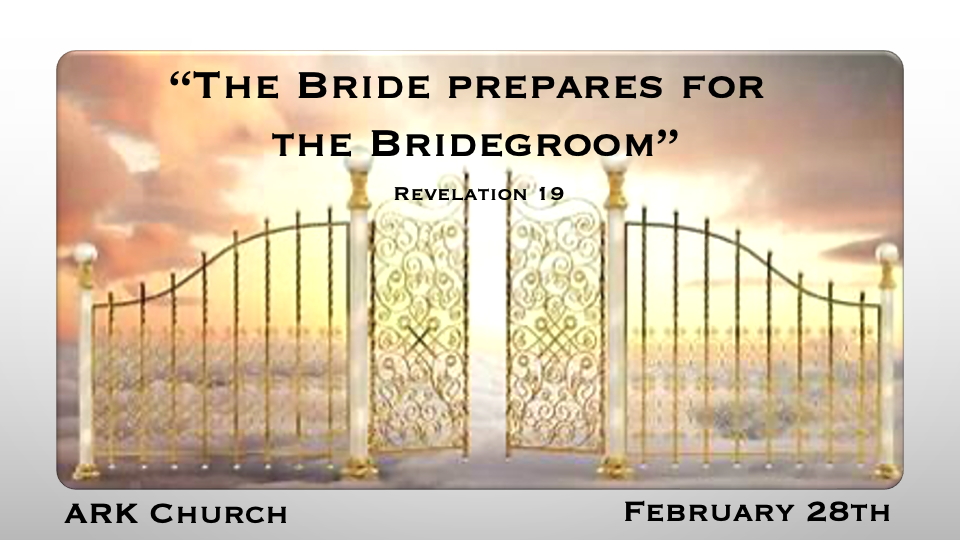 “The Bride prepares for
the Bridegroom”
Revelation 19
ARK Church
February 28th